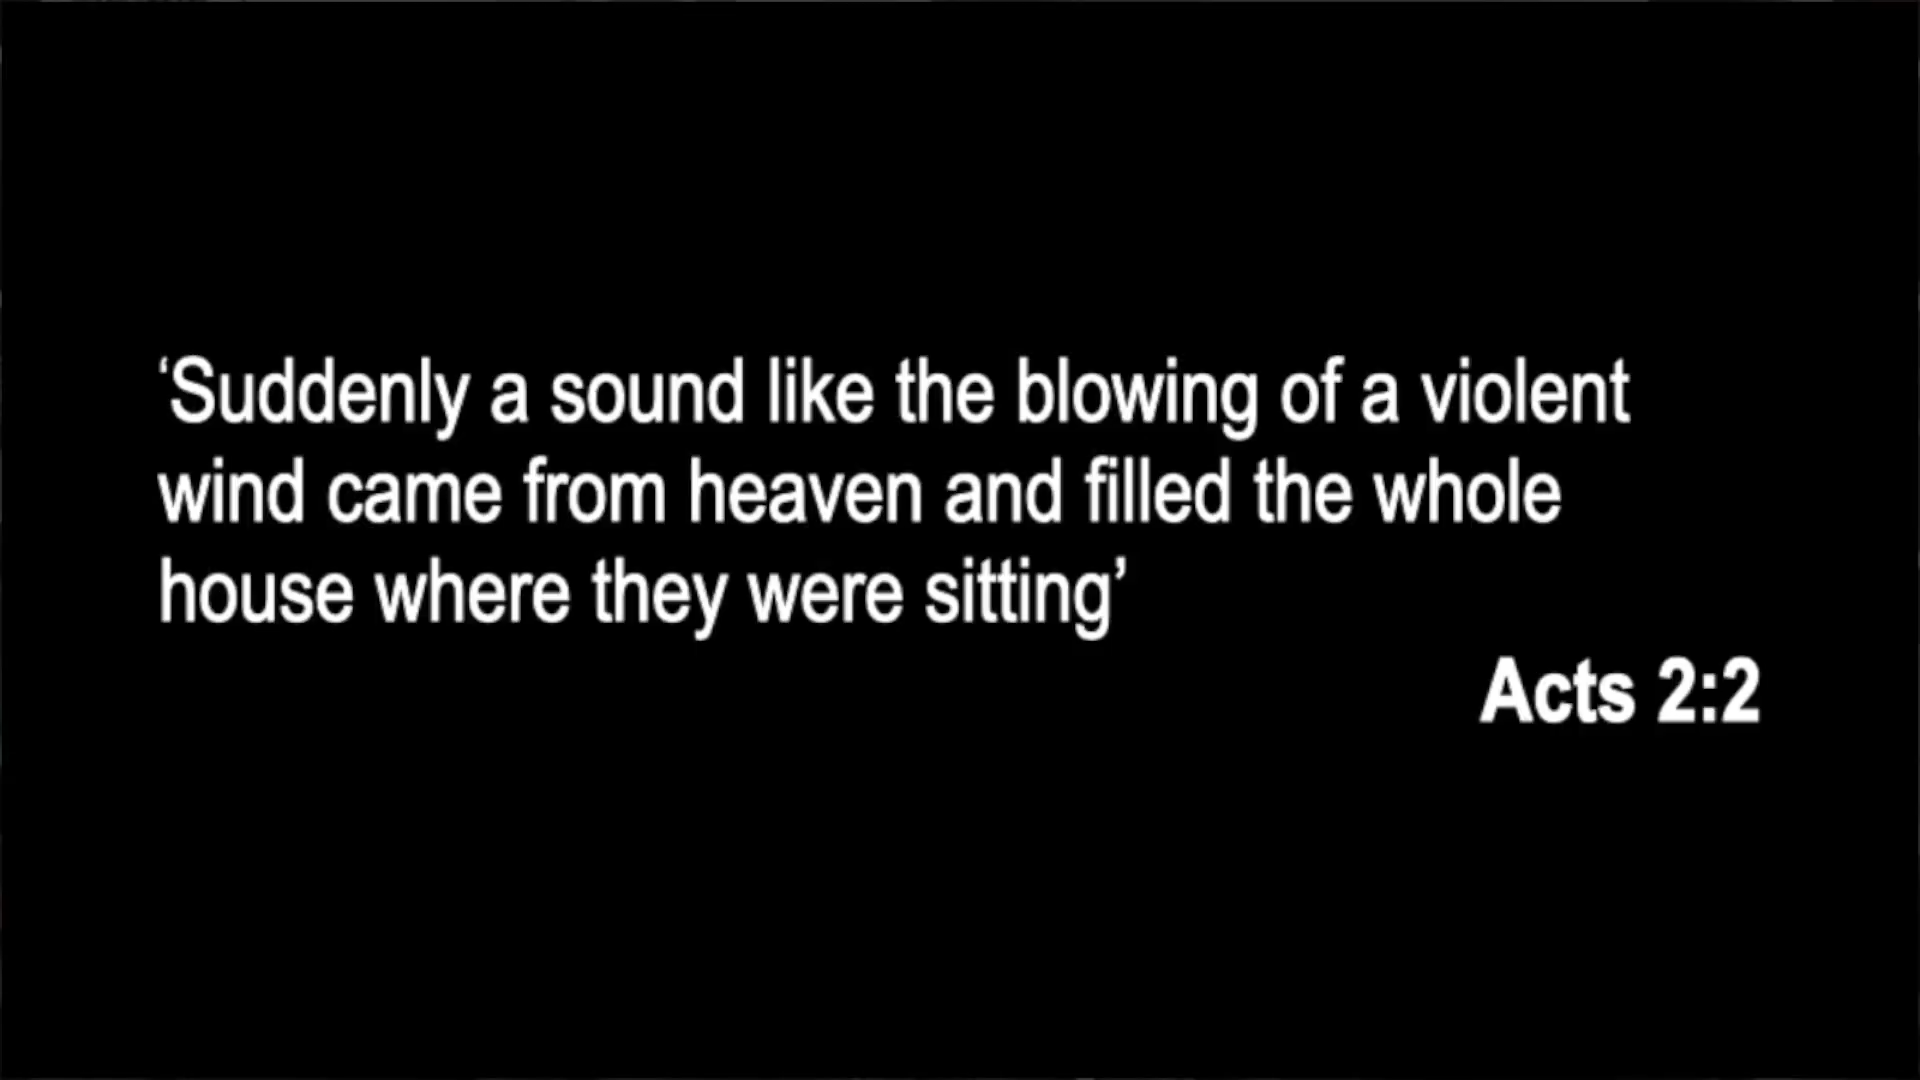 ‘Suddenly a sound like the blowing of a violent
wind came from heaven and filled the whole
house where they were sitting’
Acts 2:2